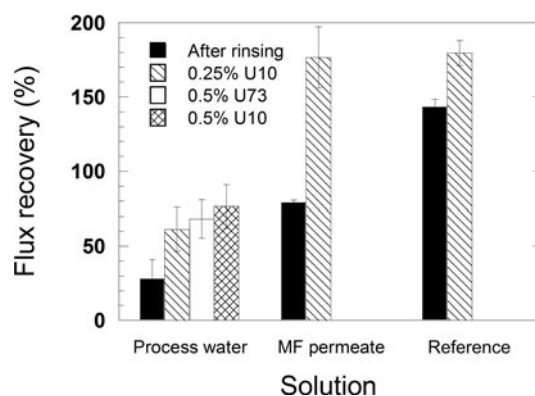 200
150
100
50
0
Flux recovery (%)
After rinsing
0.25% U10
0.5% U73
0.5% U10
Process water MF permeate Reference
Solution